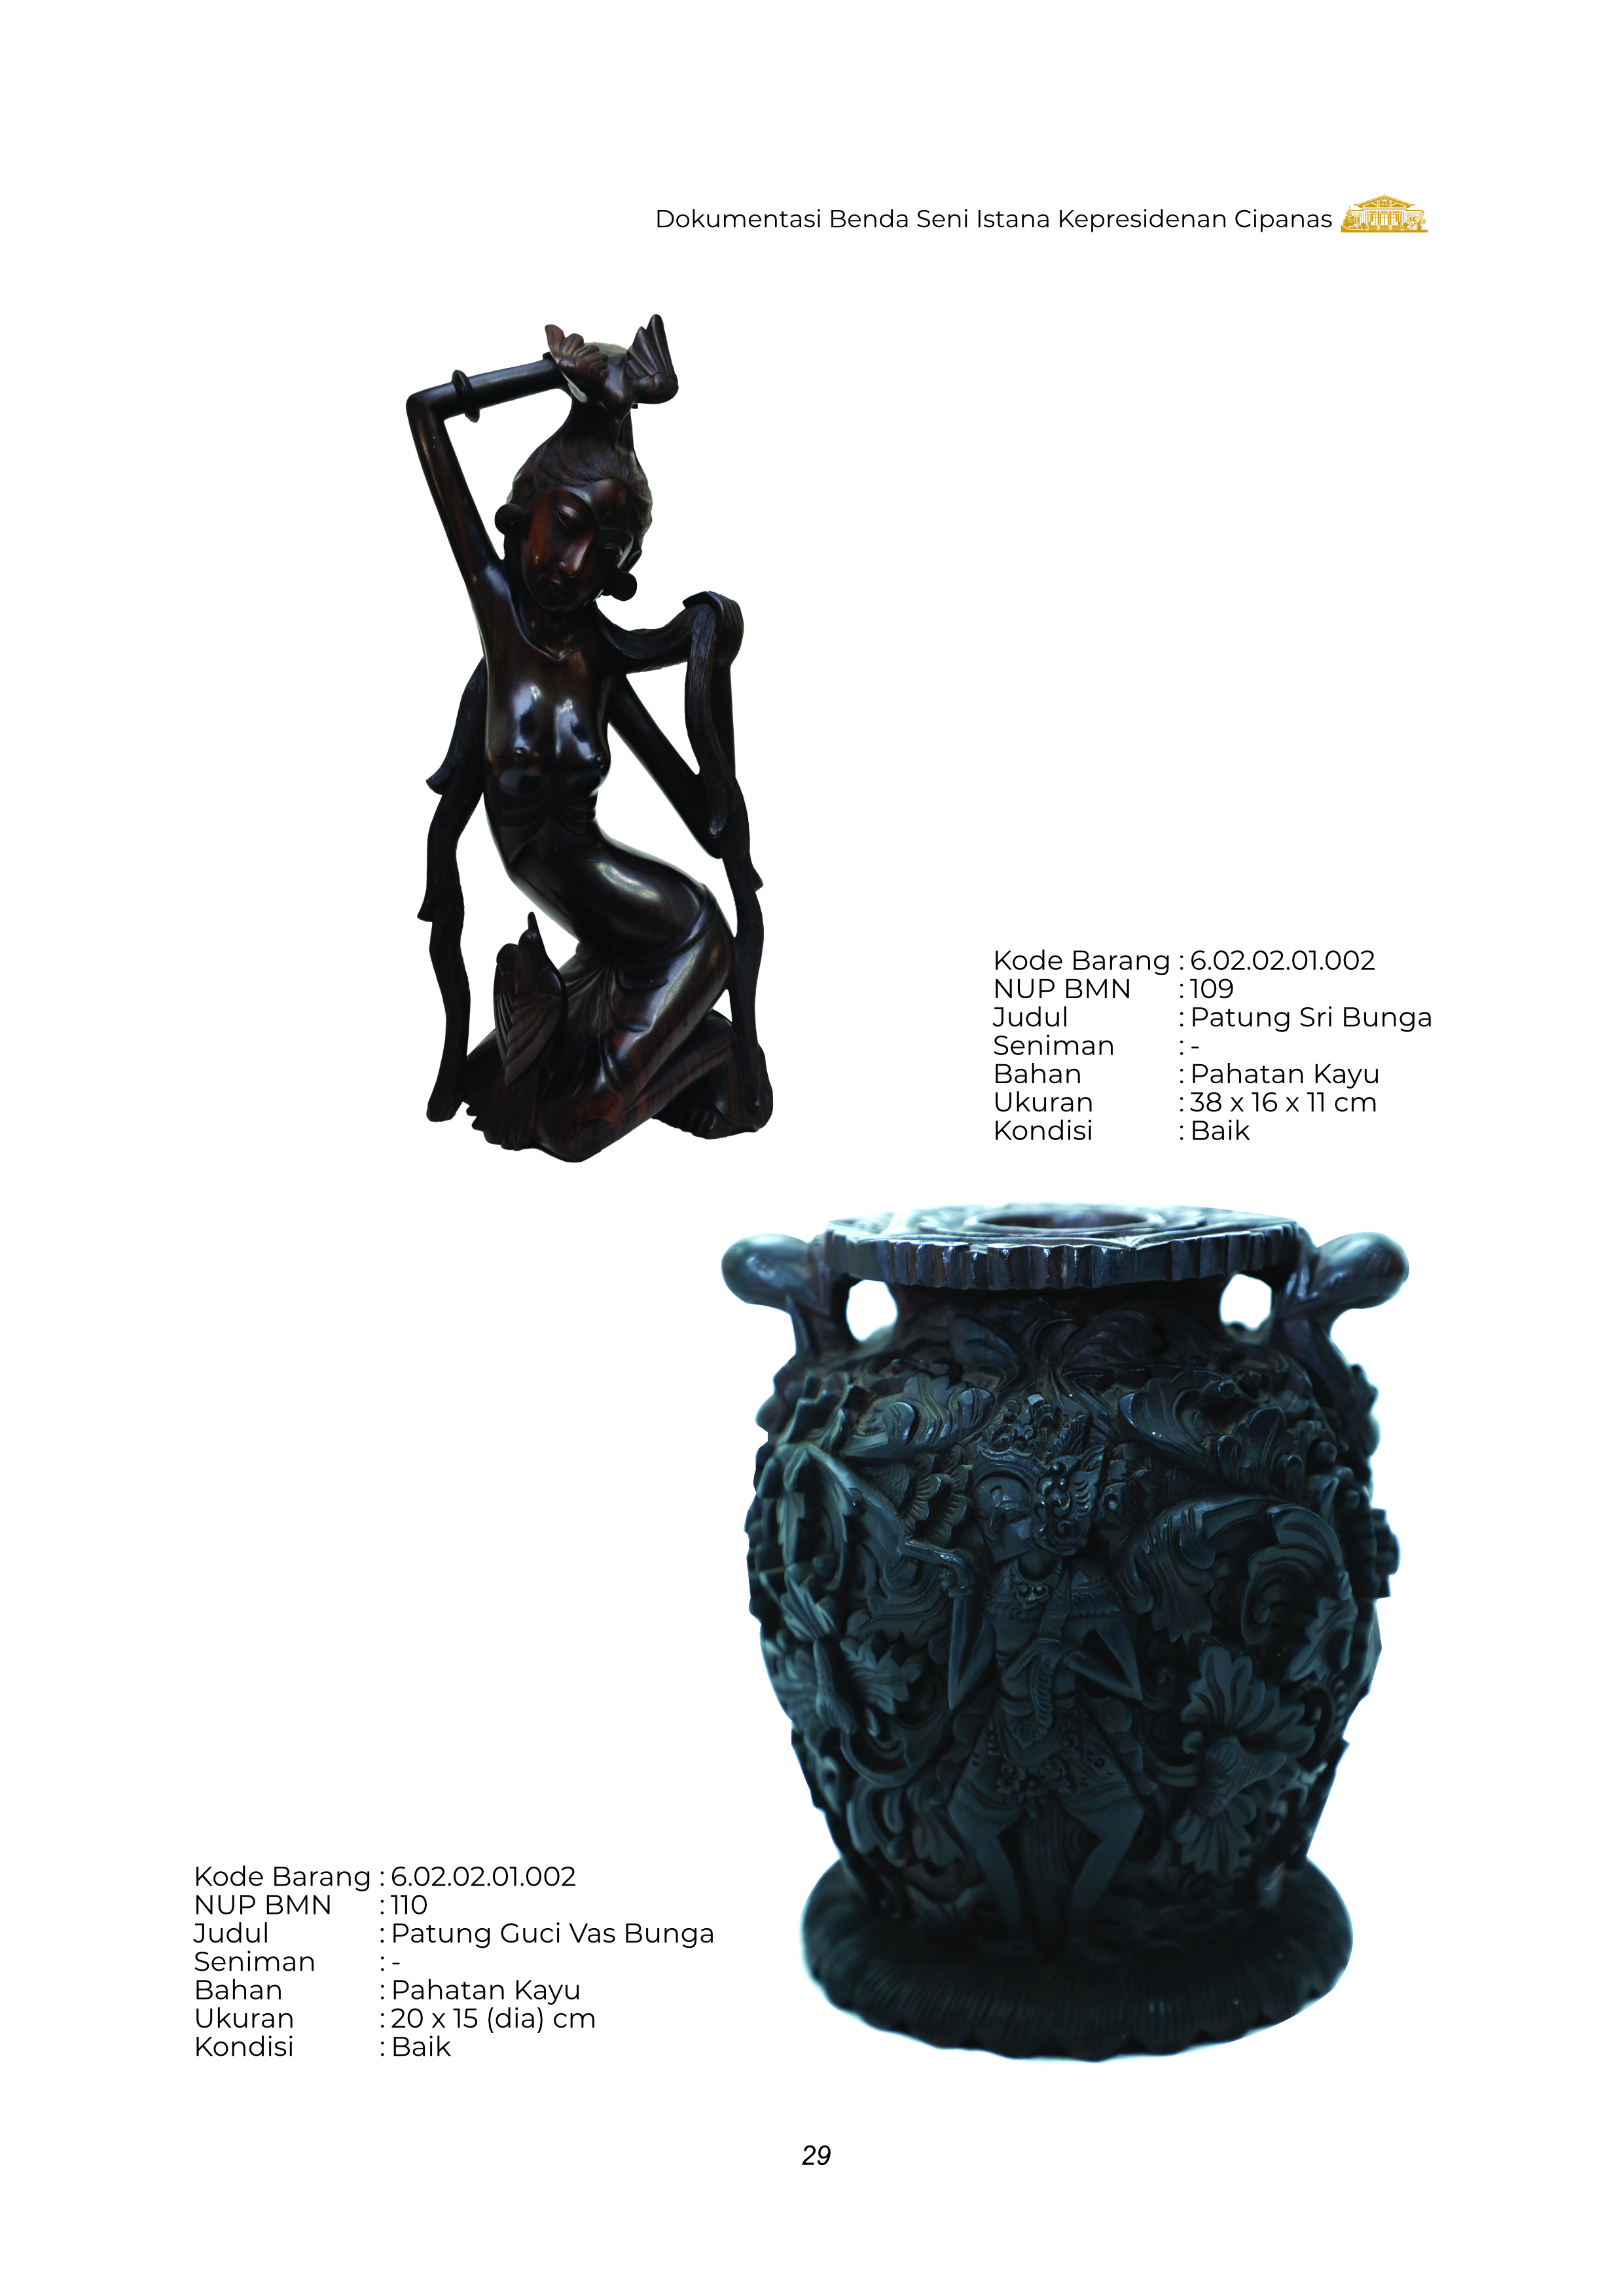 Dokumentasi Benda Seni Istana Kepresidenan Cipanas
Kode Barang : 6.02.02.01.002
NUP BMN : 109
Judul : Patung Sri Bunga
Seniman : -
Bahan : Pahatan Kayu
Ukuran : 38 x 16 x 11 cm
Kondisi : Baik
Kode Barang : 6.02.02.01.002
NUP BMN : 110
Judul : Patung Guci Vas Bunga
Seniman : -
Bahan : Pahatan Kayu
Ukuran : 20 x 15 (dia) cm
Kondisi : Baik
29